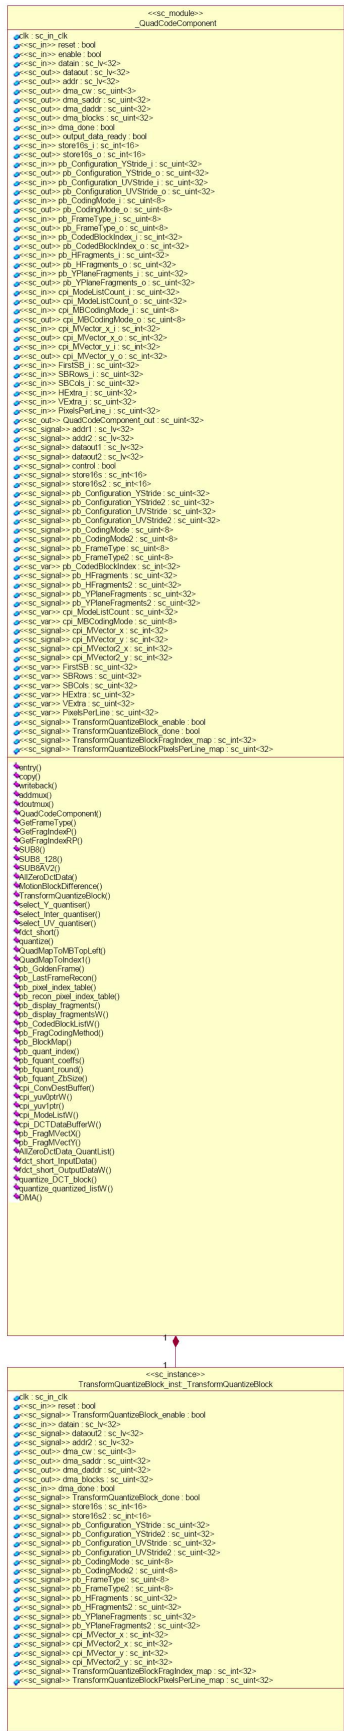 <<sc_module>>
_QuadCodeComponent
clk : sc_in_clk
<<sc_in>> reset : bool
<<sc_in>> enable : bool
<<sc_in>> datain : sc_lv<32>
<<sc_out>> dataout : sc_lv<32>
<<sc_out>> addr : sc_lv<32>
<<sc_out>> dma_cw : sc_uint<3>
<<sc_out>> dma_saddr : sc_uint<32>
<<sc_out>> dma_daddr : sc_uint<32>
<<sc_out>> dma_blocks : sc_uint<32>
<<sc_in>> dma_done : bool
<<sc_out>> output_data_ready : bool
<<sc_in>> store16s_i : sc_int<16>
<<sc_out>> store16s_o : sc_int<16>
<<sc_in>> pb_Configuration_YStride_i : sc_uint<32>
<<sc_out>> pb_Configuration_YStride_o : sc_uint<32>
<<sc_in>> pb_Configuration_UVStride_i : sc_uint<32>
<<sc_out>> pb_Configuration_UVStride_o : sc_uint<32>
<<sc_in>> pb_CodingMode_i : sc_uint<8>
<<sc_out>> pb_CodingMode_o : sc_uint<8>
<<sc_in>> pb_FrameType_i : sc_uint<8>
<<sc_out>> pb_FrameType_o : sc_uint<8>
<<sc_in>> pb_CodedBlockIndex_i : sc_int<32>
<<sc_out>> pb_CodedBlockIndex_o : sc_int<32>
<<sc_in>> pb_HFragments_i : sc_uint<32>
<<sc_out>> pb_HFragments_o : sc_uint<32>
<<sc_in>> pb_YPlaneFragments_i : sc_uint<32>
<<sc_out>> pb_YPlaneFragments_o : sc_uint<32>
<<sc_in>> cpi_ModeListCount_i : sc_uint<32>
<<sc_out>> cpi_ModeListCount_o : sc_uint<32>
<<sc_in>> cpi_MBCodingMode_i : sc_uint<8>
<<sc_out>> cpi_MBCodingMode_o : sc_uint<8>
<<sc_in>> cpi_MVector_x_i : sc_int<32>
<<sc_out>> cpi_MVector_x_o : sc_int<32>
<<sc_in>> cpi_MVector_y_i : sc_int<32>
<<sc_out>> cpi_MVector_y_o : sc_int<32>
<<sc_in>> FirstSB_i : sc_uint<32>
<<sc_in>> SBRows_i : sc_uint<32>
<<sc_in>> SBCols_i : sc_uint<32>
<<sc_in>> HExtra_i : sc_uint<32>
<<sc_in>> VExtra_i : sc_uint<32>
<<sc_in>> PixelsPerLine_i : sc_uint<32>
<<sc_out>> QuadCodeComponent_out : sc_uint<32>
<<sc_signal>> addr1 : sc_lv<32>
<<sc_signal>> addr2 : sc_lv<32>
<<sc_signal>> dataout1 : sc_lv<32>
<<sc_signal>> dataout2 : sc_lv<32>
<<sc_signal>> control : bool
<<sc_signal>> store16s : sc_int<16>
<<sc_signal>> store16s2 : sc_int<16>
<<sc_signal>> pb_Configuration_YStride : sc_uint<32>
<<sc_signal>> pb_Configuration_YStride2 : sc_uint<32>
<<sc_signal>> pb_Configuration_UVStride : sc_uint<32>
<<sc_signal>> pb_Configuration_UVStride2 : sc_uint<32>
<<sc_signal>> pb_CodingMode : sc_uint<8>
<<sc_signal>> pb_CodingMode2 : sc_uint<8>
<<sc_signal>> pb_FrameType : sc_uint<8>
<<sc_signal>> pb_FrameType2 : sc_uint<8>
<<sc_var>> pb_CodedBlockIndex : sc_int<32>
<<sc_signal>> pb_HFragments : sc_uint<32>
<<sc_signal>> pb_HFragments2 : sc_uint<32>
<<sc_signal>> pb_YPlaneFragments : sc_uint<32>
<<sc_signal>> pb_YPlaneFragments2 : sc_uint<32>
<<sc_var>> cpi_ModeListCount : sc_uint<32>
<<sc_var>> cpi_MBCodingMode : sc_uint<8>
<<sc_signal>> cpi_MVector_x : sc_int<32>
<<sc_signal>> cpi_MVector_y : sc_int<32>
<<sc_signal>> cpi_MVector2_x : sc_int<32>
<<sc_signal>> cpi_MVector2_y : sc_int<32>
<<sc_var>> FirstSB : sc_uint<32>
<<sc_var>> SBRows : sc_uint<32>
<<sc_var>> SBCols : sc_uint<32>
<<sc_var>> HExtra : sc_uint<32>
<<sc_var>> VExtra : sc_uint<32>
<<sc_var>> PixelsPerLine : sc_uint<32>
<<sc_signal>> TransformQuantizeBlock_enable : bool
<<sc_signal>> TransformQuantizeBlock_done : bool
<<sc_signal>> TransformQuantizeBlockFragIndex_map : sc_int<32>
<<sc_signal>> TransformQuantizeBlockPixelsPerLine_map : sc_uint<32>
entry()
copy()
writeback()
addmux()
doutmux()
QuadCodeComponent()
GetFrameType()
GetFragIndexP()
GetFragIndexRP()
SUB8()
SUB8_128()
SUB8AV2()
AllZeroDctData()
MotionBlockDifference()
TransformQuantizeBlock()
select_Y_quantiser()
select_Inter_quantiser()
select_UV_quantiser()
fdct_short()
quantize()
QuadMapToMBTopLeft()
QuadMapToIndex1()
pb_GoldenFrame()
pb_LastFrameRecon()
pb_pixel_index_table()
pb_recon_pixel_index_table()
pb_display_fragments()
pb_display_fragmentsW()
pb_CodedBlockListW()
pb_FragCodingMethod()
pb_BlockMap()
pb_quant_index()
pb_fquant_coeffs()
pb_fquant_round()
pb_fquant_ZbSize()
cpi_ConvDestBuffer()
cpi_yuv0ptrW()
cpi_yuv1ptr()
cpi_ModeListW()
cpi_DCTDataBufferW()
pb_FragMVectX()
pb_FragMVectY()
AllZeroDctData_QuantList()
fdct_short_InputData()
fdct_short_OutputDataW()
quantize_DCT_block()
quantize_quantized_listW()
DMA()
1
1
<<sc_instance>>
TransformQuantizeBlock_inst:_TransformQuantizeBlock
clk : sc_in_clk
<<sc_in>> reset : bool
<<sc_signal>> TransformQuantizeBlock_enable : bool
<<sc_in>> datain : sc_lv<32>
<<sc_signal>> dataout2 : sc_lv<32>
<<sc_signal>> addr2 : sc_lv<32>
<<sc_out>> dma_cw : sc_uint<3>
<<sc_out>> dma_saddr : sc_uint<32>
<<sc_out>> dma_daddr : sc_uint<32>
<<sc_out>> dma_blocks : sc_uint<32>
<<sc_in>> dma_done : bool
<<sc_signal>> TransformQuantizeBlock_done : bool
<<sc_signal>> store16s : sc_int<16>
<<sc_signal>> store16s2 : sc_int<16>
<<sc_signal>> pb_Configuration_YStride : sc_uint<32>
<<sc_signal>> pb_Configuration_YStride2 : sc_uint<32>
<<sc_signal>> pb_Configuration_UVStride : sc_uint<32>
<<sc_signal>> pb_Configuration_UVStride2 : sc_uint<32>
<<sc_signal>> pb_CodingMode : sc_uint<8>
<<sc_signal>> pb_CodingMode2 : sc_uint<8>
<<sc_signal>> pb_FrameType : sc_uint<8>
<<sc_signal>> pb_FrameType2 : sc_uint<8>
<<sc_signal>> pb_HFragments : sc_uint<32>
<<sc_signal>> pb_HFragments2 : sc_uint<32>
<<sc_signal>> pb_YPlaneFragments : sc_uint<32>
<<sc_signal>> pb_YPlaneFragments2 : sc_uint<32>
<<sc_signal>> cpi_MVector_x : sc_int<32>
<<sc_signal>> cpi_MVector2_x : sc_int<32>
<<sc_signal>> cpi_MVector_y : sc_int<32>
<<sc_signal>> cpi_MVector2_y : sc_int<32>
<<sc_signal>> TransformQuantizeBlockFragIndex_map : sc_int<32>
<<sc_signal>> TransformQuantizeBlockPixelsPerLine_map : sc_uint<32>